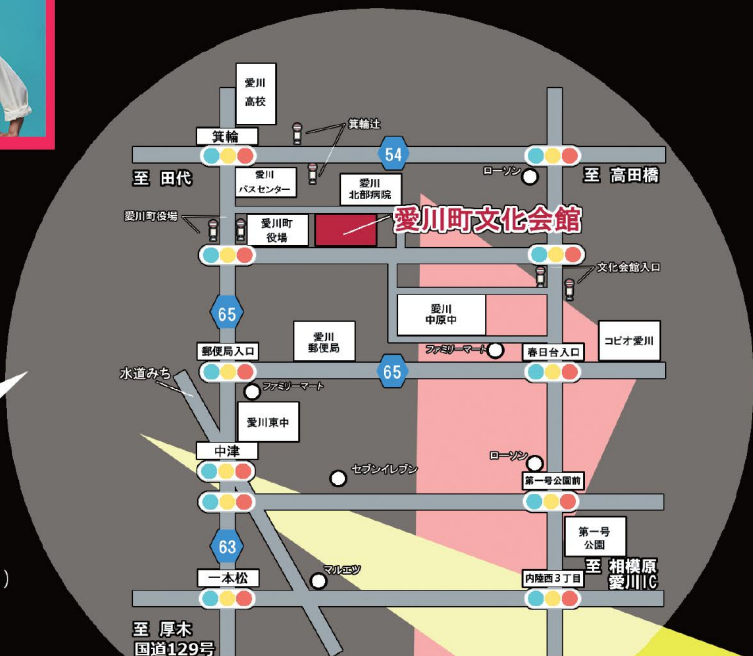 愛川
高校
箕輪
箕輪辻
54
至 田代
ローソン
至 高田橋
愛川
バスセンター
愛川
北部病院
愛川町役場
愛川町
役場
愛川町文化会館
文化会館入口
65
愛川
中原中
愛川
郵便局
ファミリーマート
コピオ愛川
郵便局入口
春日台入口
65
水道みち
ファミリーマート
愛川東中
中津
セブンイレブン
ローソン
第一号公園前
第一号
公園
63
マルエツ
至 相模原
愛川IC
一本松
内陸西3丁目
至 厚木
国道129号
)